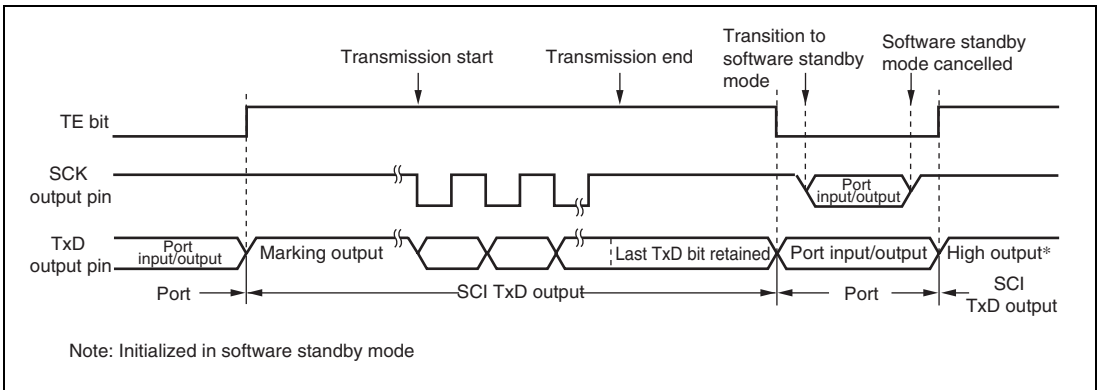 Transmission start
Transmission end
Transition to
software standby
mode
Software standby
mode cancelled
TE bit
SCK
output pin
Port
input/output
TxD
output pin
Port
input/output
Marking output
Last TxD bit retained
Port input/output
High output*
Port
SCI TxD output
Port
SCI
TxD output
Note: Initialized in software standby mode